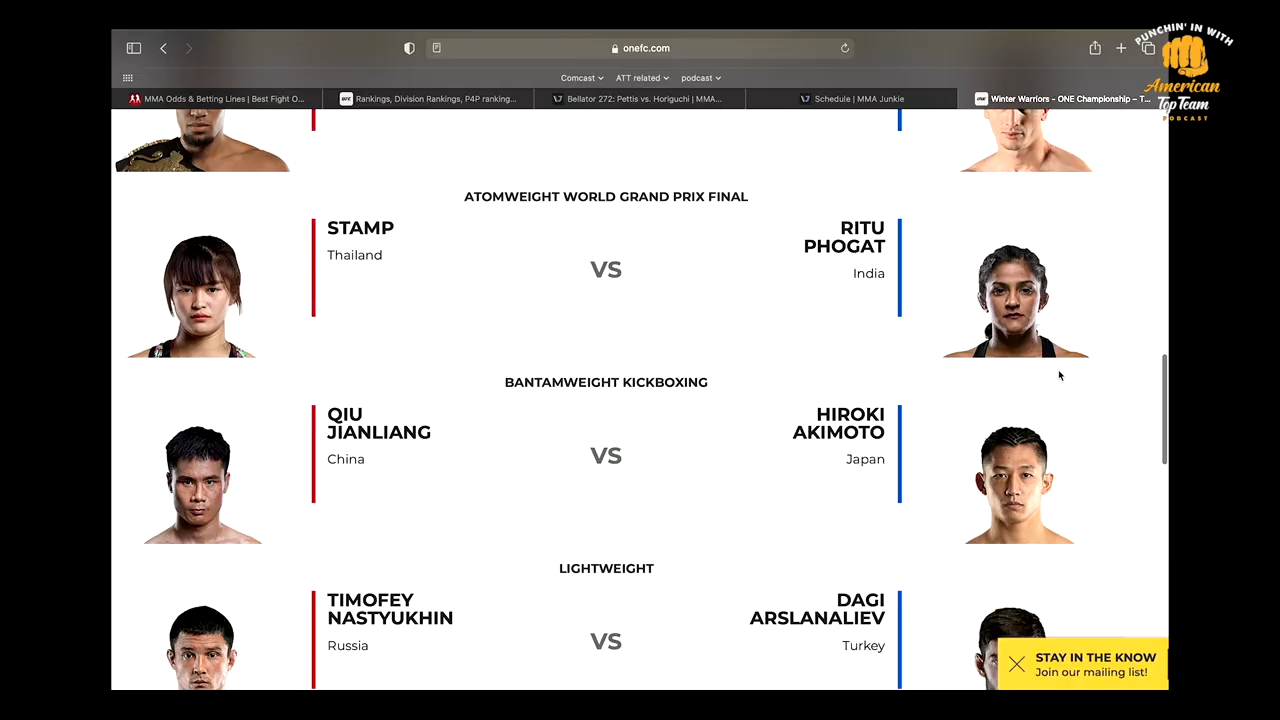 PUNCHIN' IN WITH
American
Top Team
PODCAST
onefc.com
Comcast
ATT related
podcast
MMA Odds & Betting Lines | Best Fight O...
UFC
Rankings, Division Rankings, P4P ranking...
Bellator 272: Pettis vs. Horiguchi | MMA...
Schedule | MMA Junkie
ONE
Winter Warriors - ONE Championship – T...
ATOMWEIGHT WORLD GRAND PRIX FINAL
STAMP
Thailand
VS
RITU
PHOGAT
India
BANTAMWEIGHT KICKBOXING
QIU
JIANLIANG
China
VS
HIROKI
AKIMOTO
Japan
LIGHTWEIGHT
TIMOFEY
NASTYUKHIN
Russia
VS
DAGI
ARSLANALIEV
Turkey
STAY IN THE KNOW
Join our mailing list!